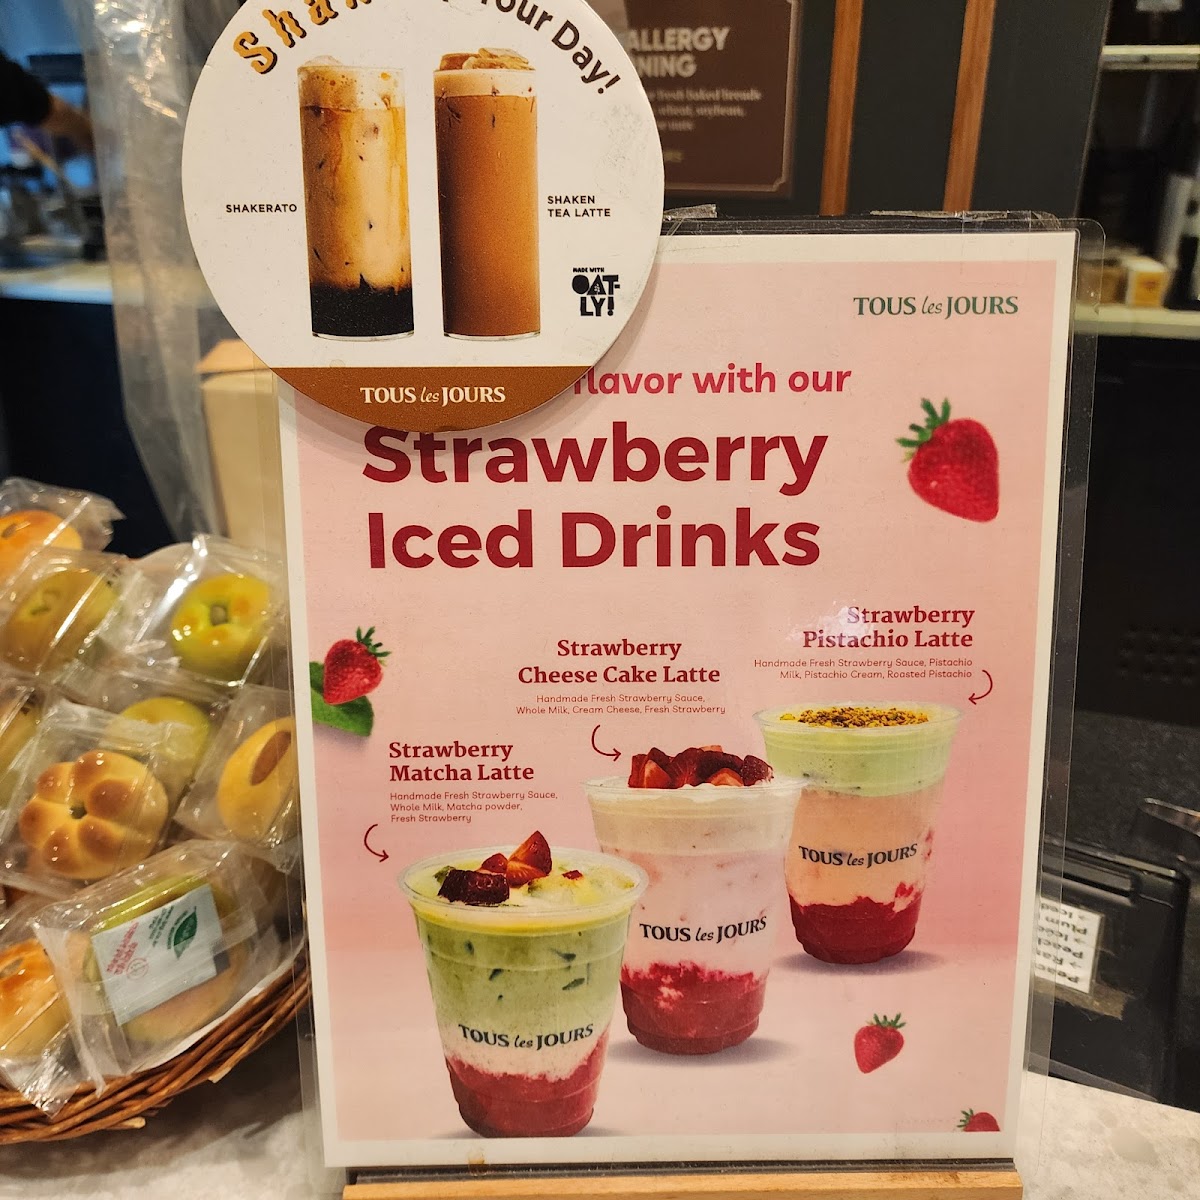 Your Day!
SHAKERATO
SHAKEN
TEA LATTE
MADE WITH
OAT-
LY!
TOUS les JOURS
ALLERGY
TOUS les JOURS
flavor with our
Strawberry
Iced Drinks
Strawberry
Pistachio Latte
Handmade Fresh Strawberry Sauce, Pistachio
Milk, Pistachio Cream, Roasted Pistachio
Strawberry
Cheese Cake Latte
Handmade Fresh Strawberry Sauce,
Whole Milk, Cream Cheese, Fresh Strawberry
Strawberry
Matcha Latte
Handmade Fresh Strawberry Sauce,
Whole Milk, Matcha powder,
Fresh Strawberry
TOUS les JOURS
TOUS les JOURS
TOUS les JOURS